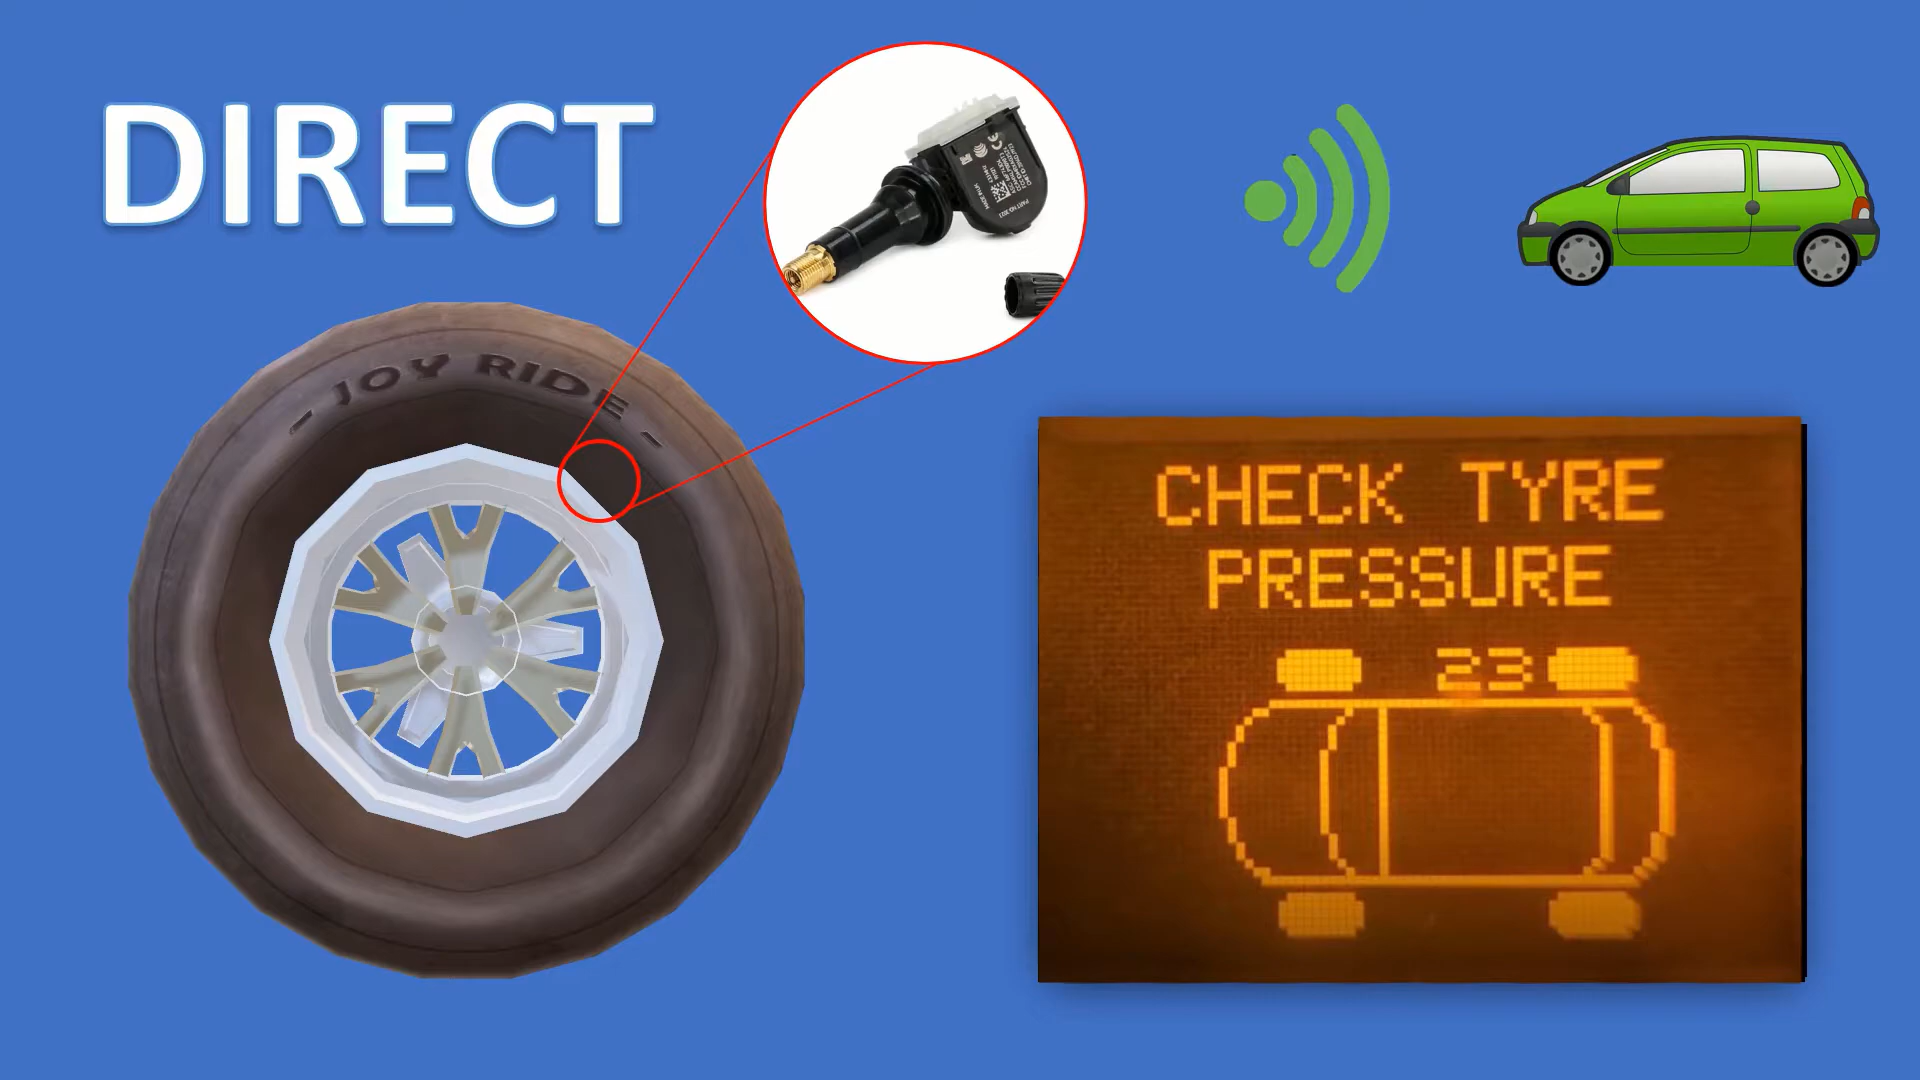 DIRECT
- JOY RIDE -
CHECK TYRE
PRESSURE
23